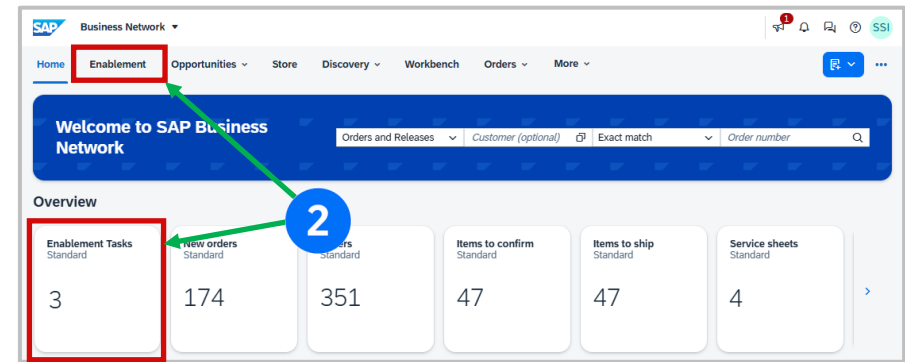 SAP Business Network
1
SSI
Home Enablement Opportunities Store Discovery Workbench Orders More
Welcome to SAP Business
Network
Orders and Releases Customer (optional) Exact match Order number
Overview
2
Enablement Tasks
Standard
3
New orders
Standard
174
ers
Standard
351
Items to confirm
Standard
47
Items to ship
Standard
47
Service sheets
Standard
4